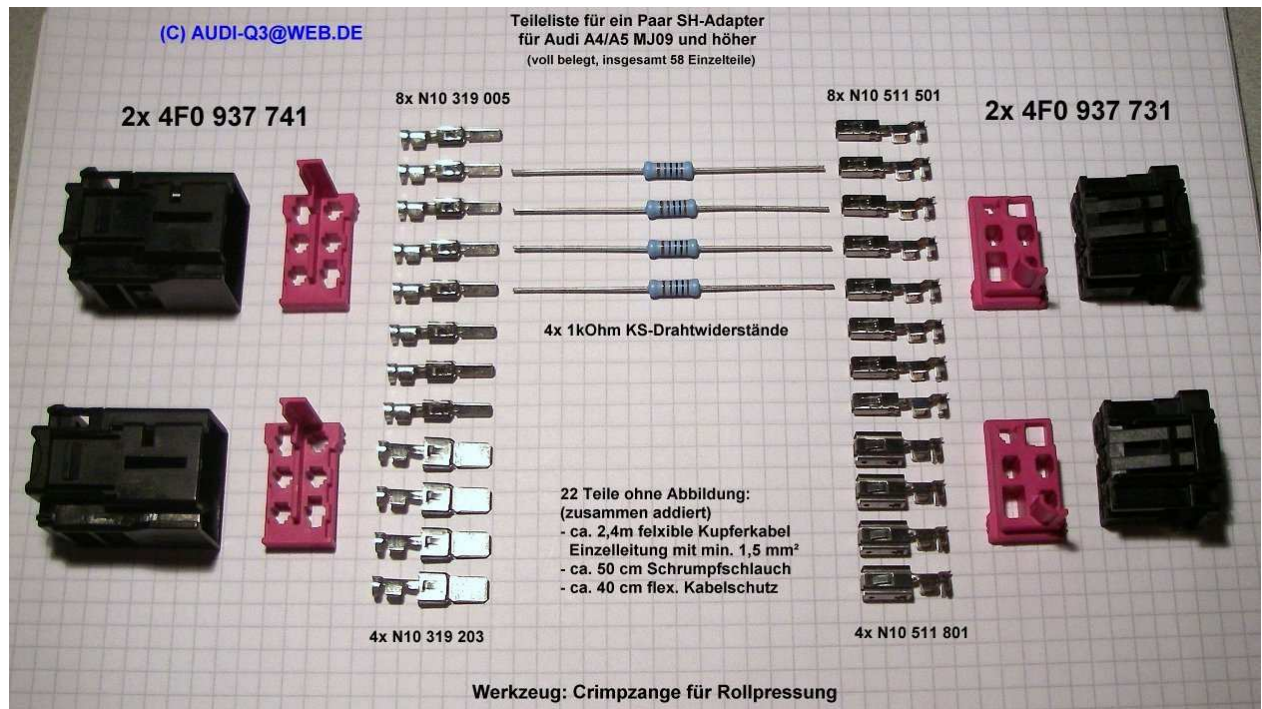 (C) AUDI-Q3@WEB.DE
Teileliste für ein Paar SH-Adapter
für Audi A4/A5 MJ09 und höher
(voll belegt, insgesamt 58 Einzelteile)
2x 4F0 937 741
8x N10 319 005
8x N10 511 501
2x 4F0 937 731
4x 1kOhm KS-Drahtwiderstände
22 Teile ohne Abbildung:
(zusammen addiert)
- ca. 2,4m felxible Kupferkabel
Einzelleitung mit min. 1,5 mm²
- ca. 50 cm Schrumpfschlauch
- ca. 40 cm flex. Kabelschutz
4x N10 319 203
4x N10 511 801
Werkzeug: Crimpzange für Rollpressung